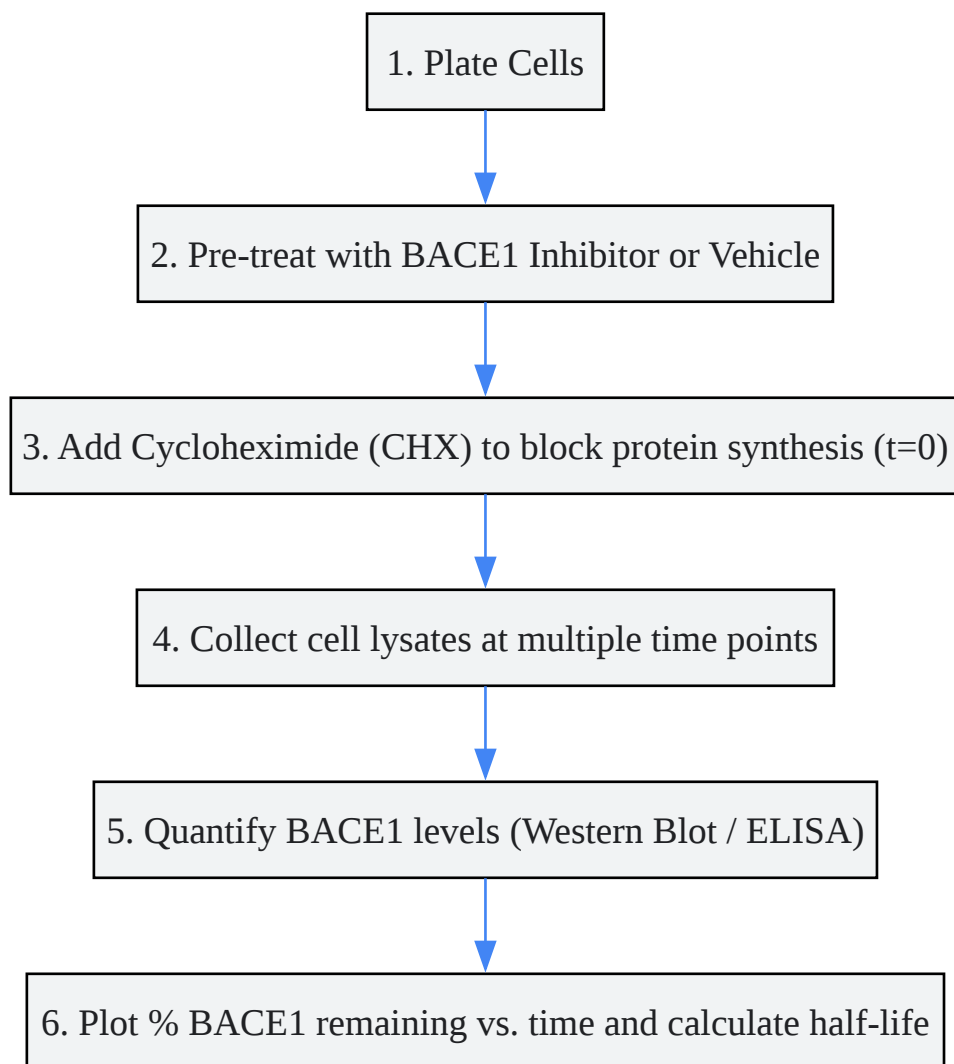 1. Plate Cells
2. Pre-treat with BACE1 Inhibitor or Vehicle
3. Add Cycloheximide (CHX) to block protein synthesis (t=0)
4. Collect cell lysates at multiple time points
5. Quantify BACE1 levels (Western Blot / ELISA)
6. Plot % BACE1 remaining vs. time and calculate half-life